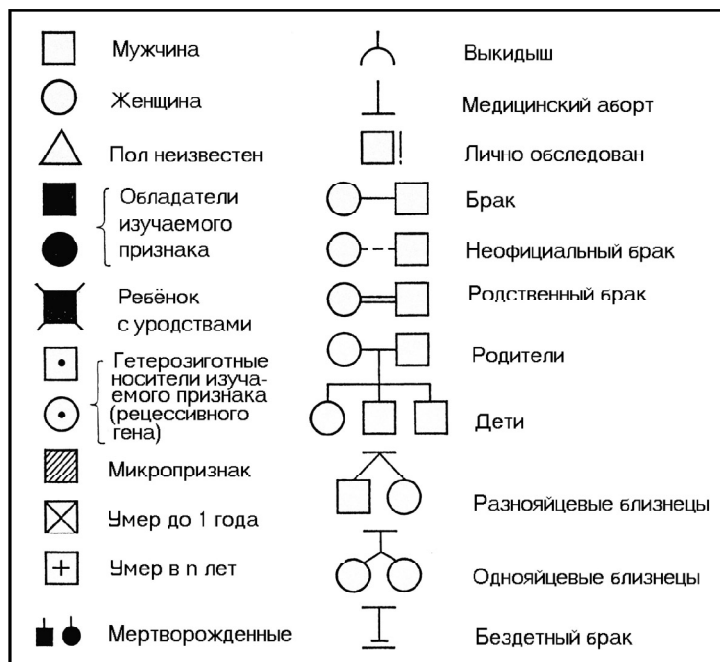 Мужчина
Женщина
Пол неизвестен
Обладатели
изучаемого
признака
Ребёнок
с уродствами
Гетерозиготные
носители изуча-
емого признака
(рецессивного
гена)
Микропризнак
Умер до 1 года
Умер в n лет
Мертворожденные
Выкидыш
Медицинский аборт
Лично обследован
Брак
Неофициальный брак
Родственный брак
Родители
Дети
Разнояйцевые близнецы
Однояйцевые близнецы
Бездетный брак